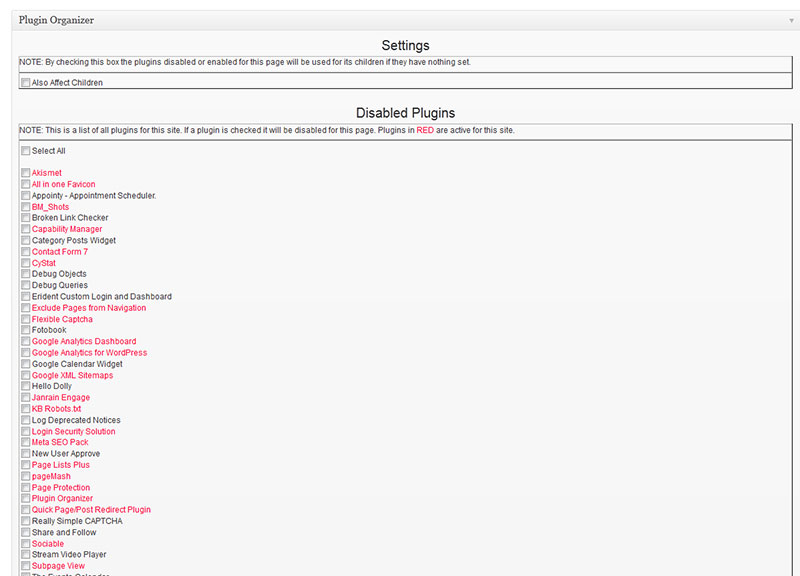 Plugin Organizer
Settings
NOTE: By checking this box the plugins disabled or enabled for this page will be used for its children if they have nothing set.
Also Affect Children
Disabled Plugins
NOTE: This is a list of all plugins for this site. If a plugin is checked it will be disabled for this page. Plugins in RED are active for this site.
Select All
Akismet
All in one Favicon
Appointy - Appointment Scheduler.
BM_Shots
Broken Link Checker
Capability Manager
Category Posts Widget
Contact Form 7
CyStat
Debug Objects
Debug Queries
Erident Custom Login and Dashboard
Exclude Pages from Navigation
Flexible Captcha
Fotobook
Google Analytics Dashboard
Google Analytics for WordPress
Google Calendar Widget
Google XML Sitemaps
Hello Dolly
Janrain Engage
KB Robots.txt
Log Deprecated Notices
Login Security Solution
Meta SEO Pack
New User Approve
Page Lists Plus
pageMash
Page Protection
Plugin Organizer
Quick Page/Post Redirect Plugin
Really Simple CAPTCHA
Share and Follow
Sociable
Stream Video Player
Subpage View
The Events Calendar